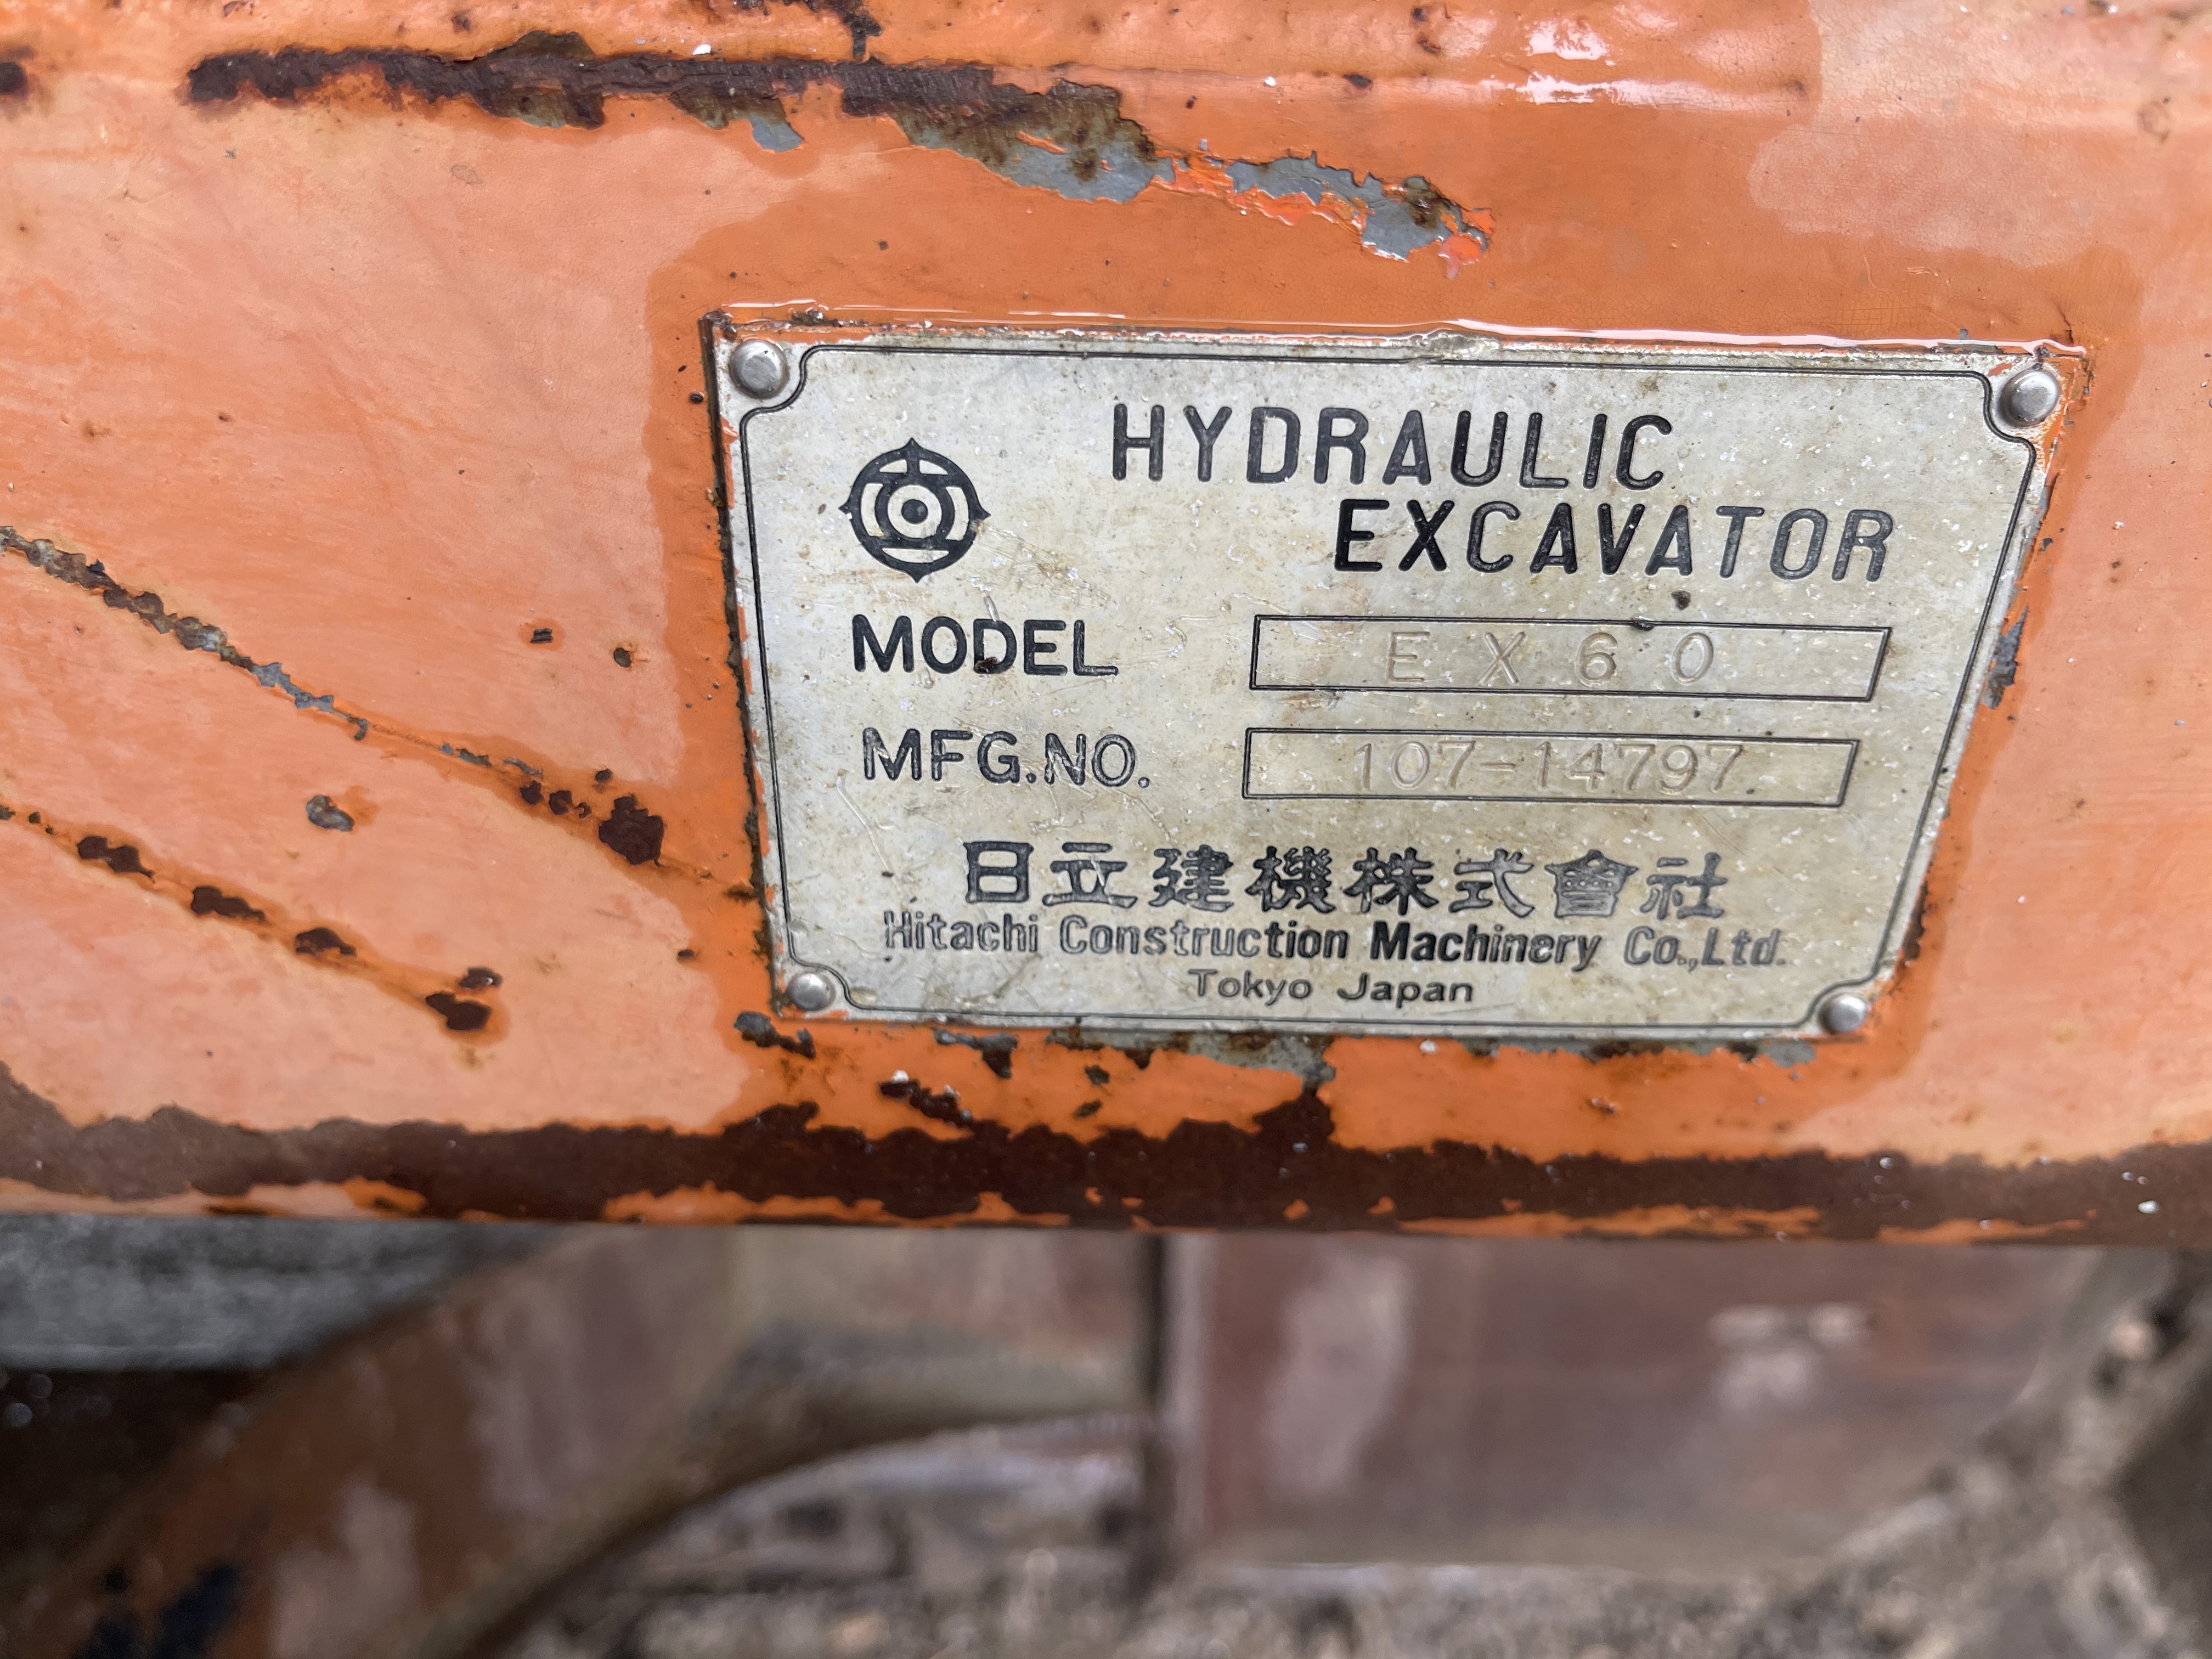 HYDRAULIC
EXCAVATOR
MODEL EX60
MFG.NO. 107-14797
日立建機株式會社
Hitachi Construction Machinery Co.,Ltd.
Tokyo Japan